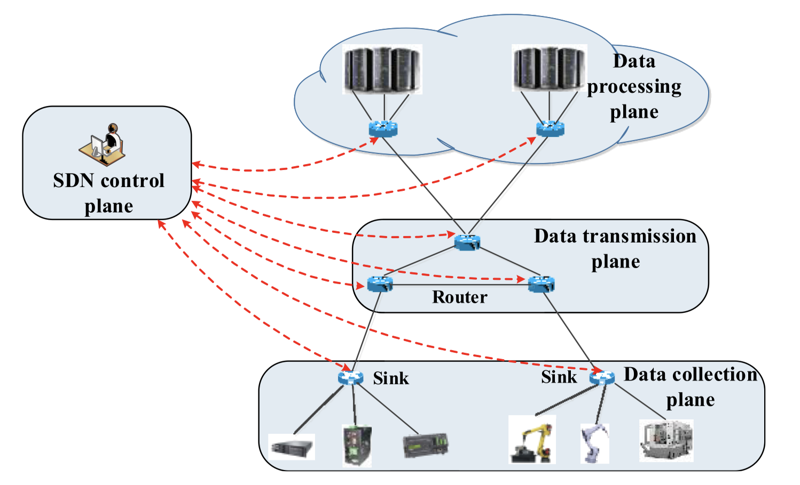 Data
processing
plane
SDN control
plane
Data transmission
plane
Router
Sink
Sink
Data collection
plane